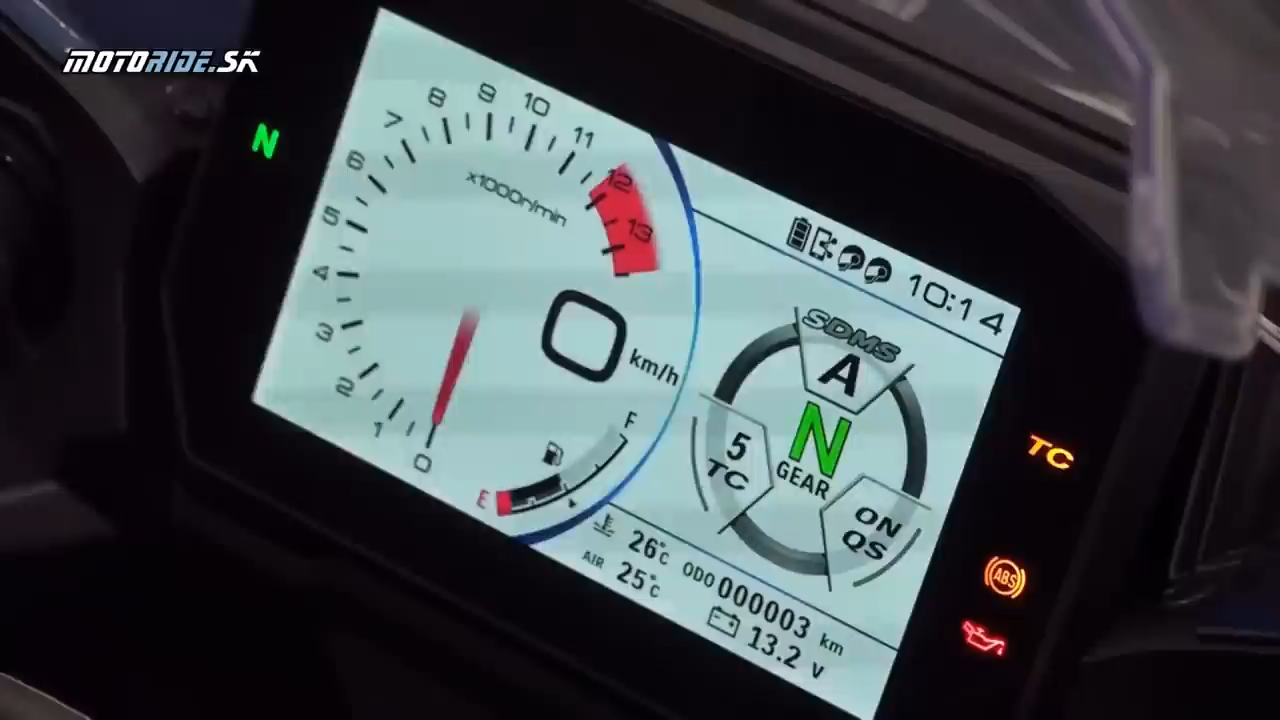 MOTORIDE.SK
N
0
1
2
3
4
5
6
7
8
9
10
11
12
13
x1000r/min
0 km/h
E
F
10:14
SDMS
A
N
GEAR
5
TC
ON
QS
26°C
AIR 25°C
ODO 000003 km
13.2 V
TC
ABS